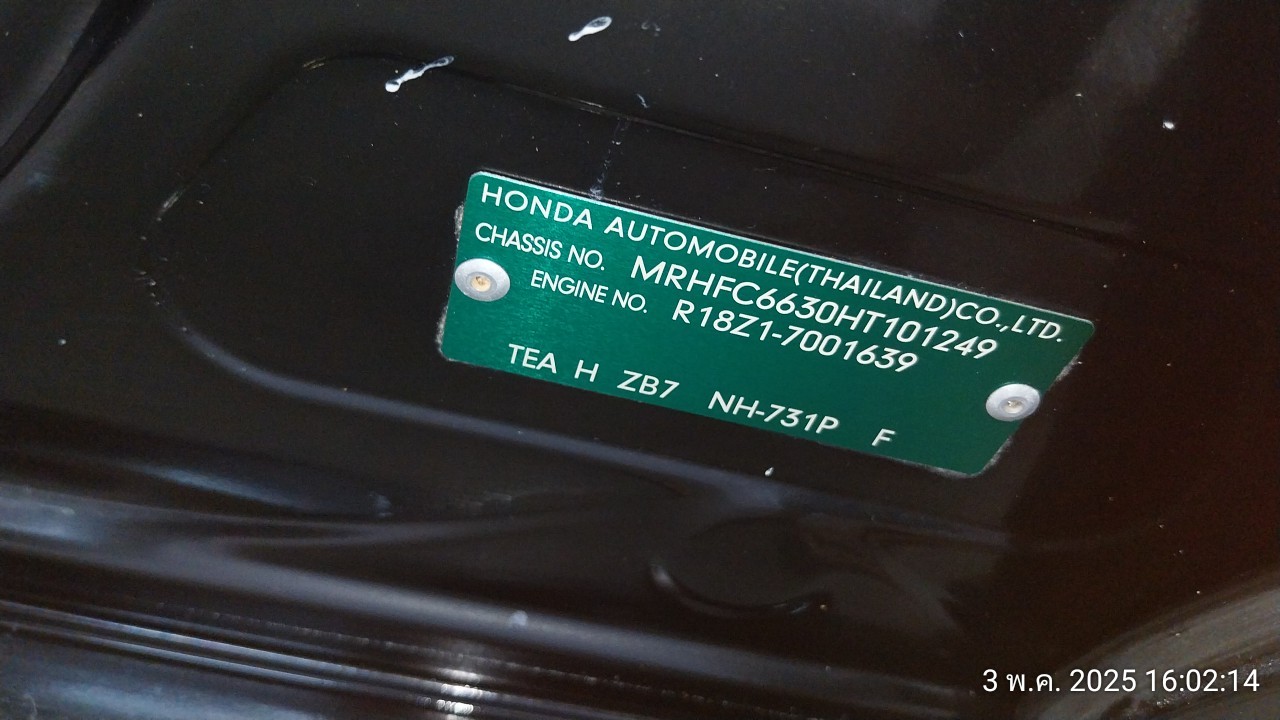 HONDA AUTOMOBILE(THAILAND)CO.,LTD.
CHASSIS NO. MRHFC6630HT101249
ENGINE NO. R18Z1-7001639
TEA H ZB7 NH-731P F
3 พ.ค. 2025 16:02:14